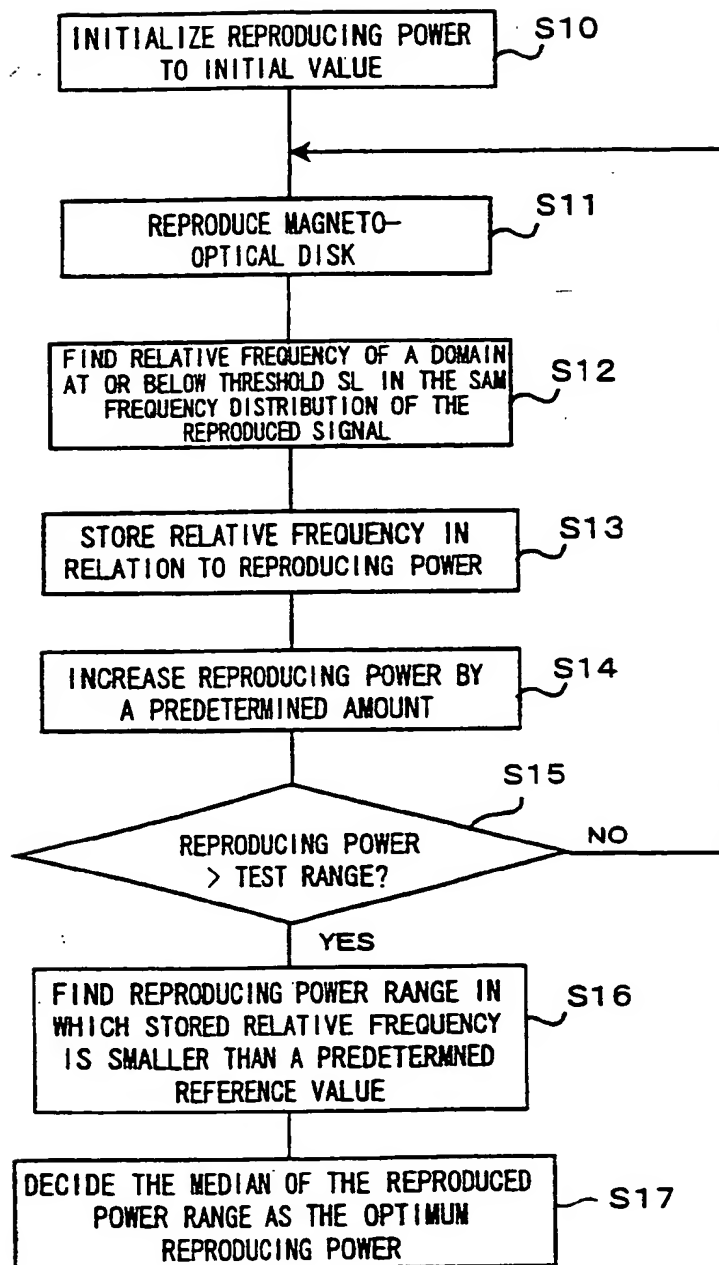 INITIALIZE REPRODUCING POWER
TO INITIAL VALUE
S10
REPRODUCE MAGNETO-
OPTICAL DISK
S11
FIND RELATIVE FREQUENCY OF A DOMAIN
AT OR BELOW THRESHOLD SL IN THE SAM
FREQUENCY DISTRIBUTION OF THE
REPRODUCED SIGNAL
S12
STORE RELATIVE FREQUENCY IN
RELATION TO REPRODUCING POWER
S13
INCREASE REPRODUCING POWER BY
A PREDETERMINED AMOUNT
S14
S15
REPRODUCING POWER
> TEST RANGE?
NO
YES
FIND REPRODUCING POWER RANGE IN
WHICH STORED RELATIVE FREQUENCY
IS SMALLER THAN A PREDETERMNED
REFERENCE VALUE
S16
DECIDE THE MEDIAN OF THE REPRODUCED
POWER RANGE AS THE OPTIMUM
REPRODUCING POWER
S17